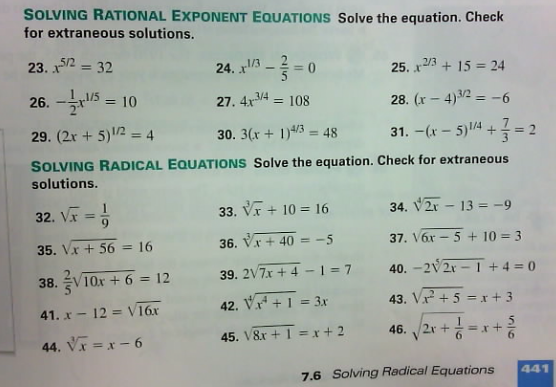 SOLVING RATIONAL EXPONENT EQUATIONS Solve the equation. Check
for extraneous solutions.
23. x^{5/2} = 32 24. x^{1/3} − 2/5 = 0 25. x^{2/3} + 15 = 24
26. −1/2 x^{1/5} = 10 27. 4x^{3/4} = 108 28. (x − 4)^{3/2} = −6
29. (2x + 5)^{1/2} = 4 30. 3(x + 1)^{4/3} = 48 31. −(x − 5)^{1/4} + 7/3 = 2
SOLVING RADICAL EQUATIONS Solve the equation. Check for extraneous
solutions.
32. √x = 1/9 33. ∛x + 10 = 16 34. ∜(2x) − 13 = −9
35. √(x + 56) = 16 36. ∛(x + 40) = −5 37. √(6x − 5) + 10 = 3
38. 2/5 √(10x + 6) = 12 39. 2√(7x + 4) − 1 = 7 40. −2 ⁵√(2x − 1) + 4 = 0
41. x − 12 = √(16x) 42. ∜(x⁴ + 1) = 3x 43. √(x² + 5) = x + 3
44. ∛x = x − 6 45. √(8x + 1) = x + 2 46. √(2x + 1/6) = x + 5/6
7.6 Solving Radical Equations 441